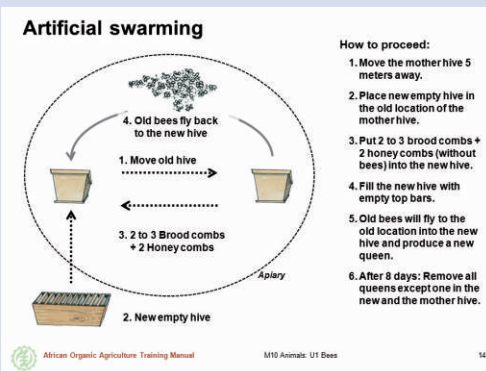 Artificial swarming
4. Old bees fly back
to the new hive
1. Move old hive
3. 2 to 3 Brood combs
+ 2 Honey combs
Apiary
2. New empty hive
How to proceed:
1. Move the mother hive 5
meters away.
2. Place new empty hive in
the old location of the
mother hive.
3. Put 2 to 3 brood combs +
2 honey combs (without
bees) into the new hive.
4. Fill the new hive with
empty top bars.
5. Old bees will fly to the
old location into the new
hive and produce a new
queen.
6. After 8 days: Remove all
queens except one in the
new and the mother hive.
African Organic Agriculture Training Manual
M10 Animals: U1 Bees
14